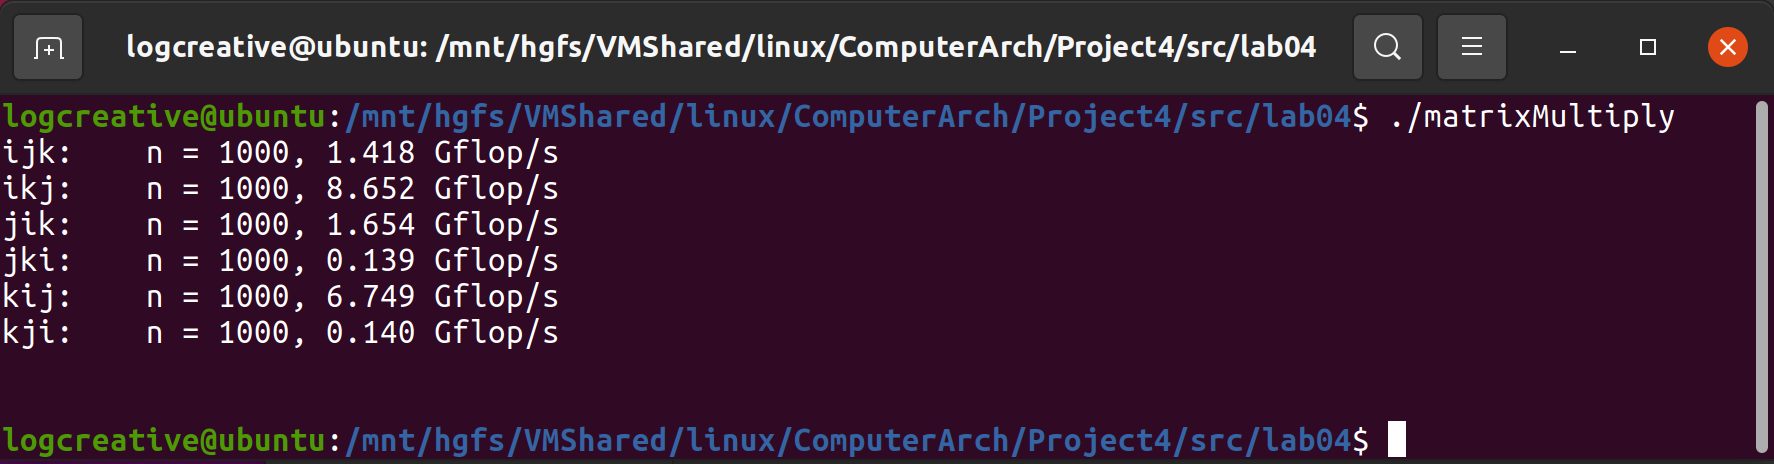 logcreative@ubuntu: /mnt/hgfs/VMShared/linux/ComputerArch/Project4/src/lab04
logcreative@ubuntu:/mnt/hgfs/VMShared/linux/ComputerArch/Project4/src/lab04$ ./matrixMultiply
ijk:    n = 1000, 1.418 Gflop/s
ikj:    n = 1000, 8.652 Gflop/s
jik:    n = 1000, 1.654 Gflop/s
jki:    n = 1000, 0.139 Gflop/s
kij:    n = 1000, 6.749 Gflop/s
kji:    n = 1000, 0.140 Gflop/s
logcreative@ubuntu:/mnt/hgfs/VMShared/linux/ComputerArch/Project4/src/lab04$